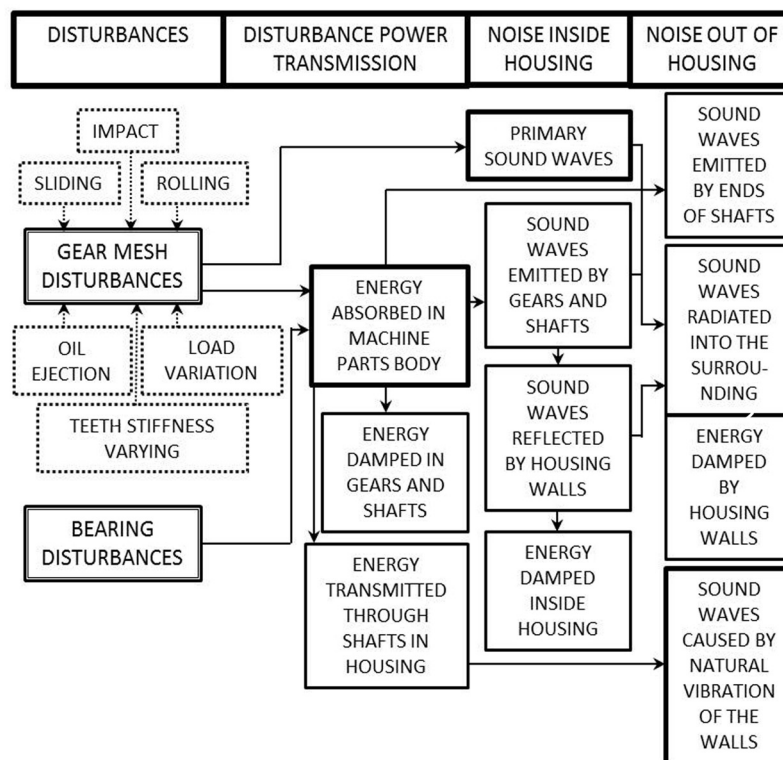 DISTURBANCES
DISTURBANCE POWER
TRANSMISSION
NOISE INSIDE
HOUSING
NOISE OUT OF
HOUSING
IMPACT
SLIDING
ROLLING
GEAR MESH
DISTURBANCES
OIL
EJECTION
LOAD
VARIATION
TEETH STIFFNESS
VARYING
BEARING
DISTURBANCES
ENERGY
ABSORBED IN
MACHINE
PARTS BODY
ENERGY
DAMPED IN
GEARS AND
SHAFTS
ENERGY
TRANSMITTED
THROUGH
SHAFTS IN
HOUSING
PRIMARY
SOUND WAVES
SOUND
WAVES
EMITTED BY
GEARS AND
SHAFTS
SOUND
WAVES
REFLECTED
BY HOUSING
WALLS
ENERGY
DAMPED
INSIDE
HOUSING
SOUND
WAVES
EMITTED
BY ENDS
OF SHAFTS
SOUND
WAVES
RADIATED
INTO THE
SURROU-
NDING
ENERGY
DAMPED
BY
HOUSING
WALLS
SOUND
WAVES
CAUSED BY
NATURAL
VIBRATION
OF THE
WALLS